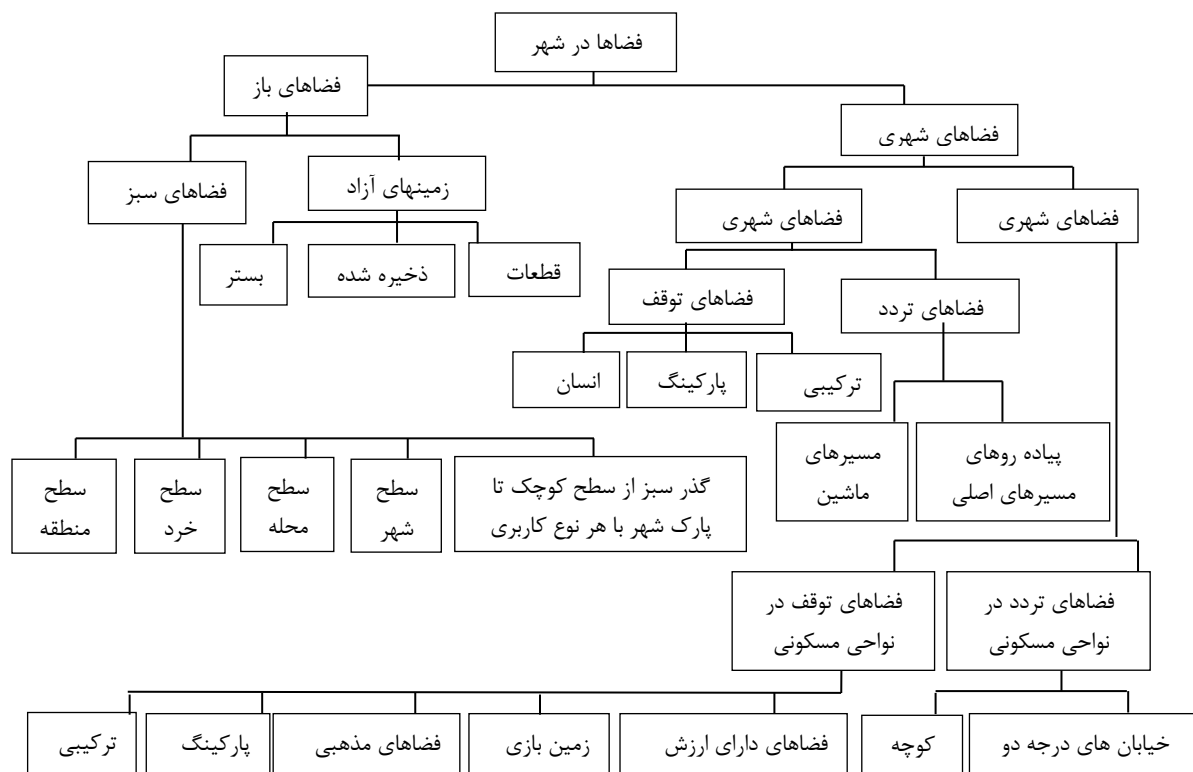 فضاها در شهر
فضاهای باز
فضاهای شهری
فضاهای سبز
زمینهای آزاد
فضاهای شهری
فضاهای شهری
بستر
ذخیره شده
قطعات
فضاهای توقف
فضاهای تردد
انسان
پارکینگ
ترکیبی
مسیرهای
ماشین
پیاده روهای
مسیرهای اصلی
سطح
منطقه
سطح
خرد
سطح
محله
سطح
شهر
گذر سبز از سطح کوچک تا
پارک شهر با هر نوع کاربری
فضاهای توقف در
نواحی مسکونی
فضاهای تردد در
نواحی مسکونی
ترکیبی
پارکینگ
فضاهای مذهبی
زمین بازی
فضاهای دارای ارزش
کوچه
خیابان های درجه دو